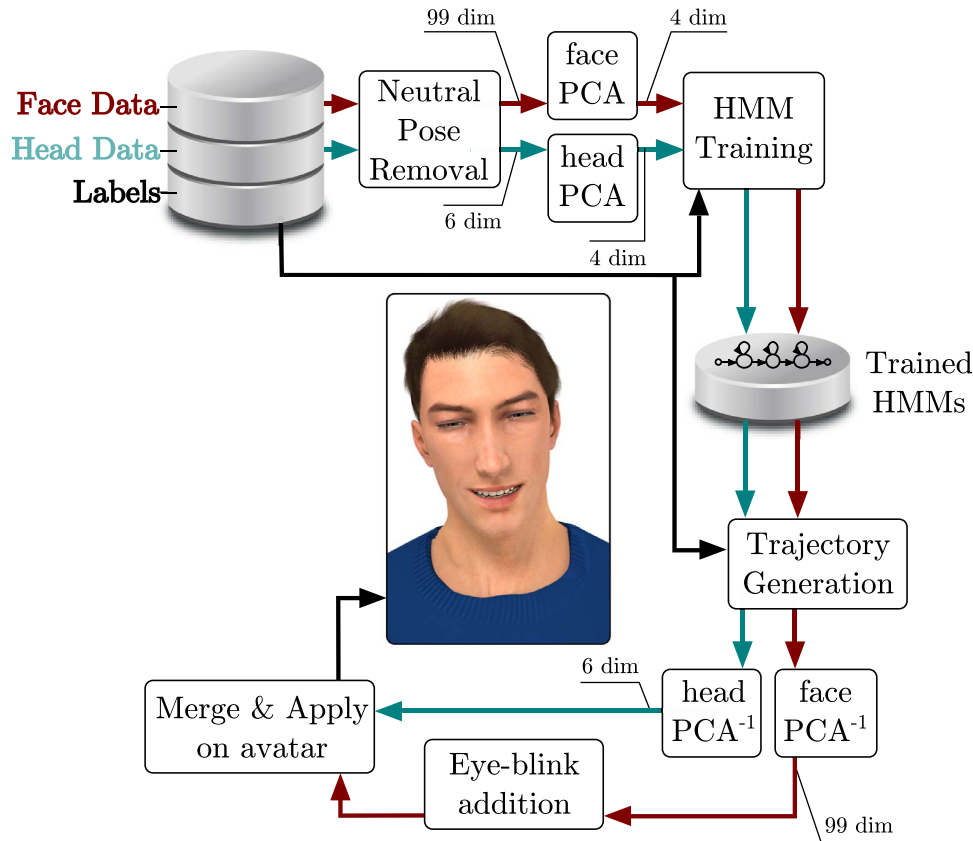 99 dim
4 dim
face
PCA
Neutral
Pose
Removal
HMM
Training
Face Data
Head Data
Labels
head
PCA
6 dim
4 dim
Trained
HMMs
Trajectory
Generation
6 dim
head
PCA-1
face
PCA-1
Merge & Apply
on avatar
Eye-blink
addition
99 dim